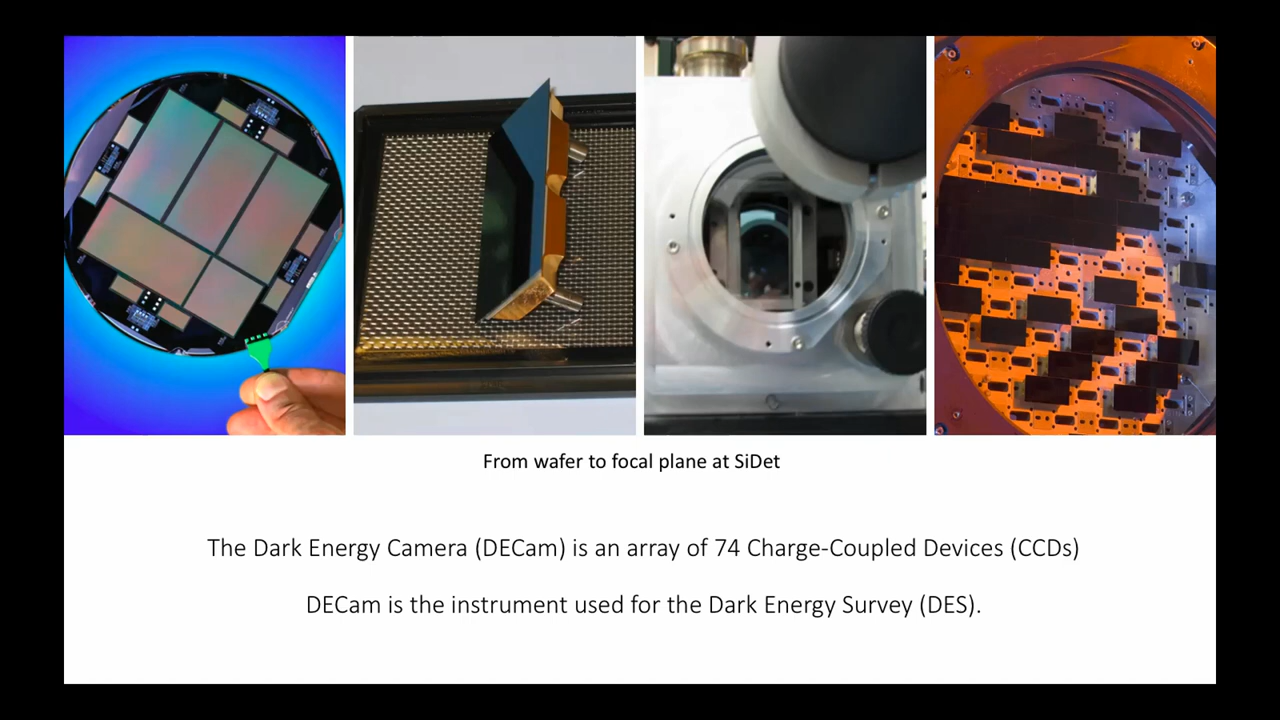 From wafer to focal plane at SiDet
The Dark Energy Camera (DECam) is an array of 74 Charge-Coupled Devices (CCDs)
DECam is the instrument used for the Dark Energy Survey (DES).